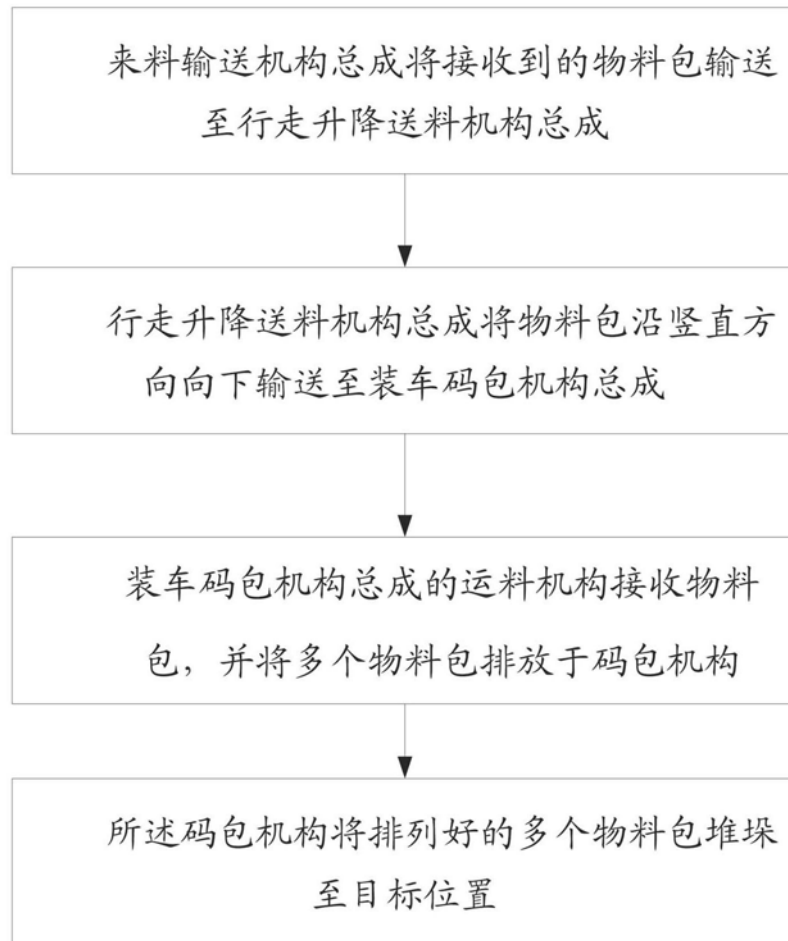 来料输送机构总成将接收到的物料包输送
至行走升降送料机构总成
行走升降送料机构总成将物料包沿竖直方
向向下输送至装车码包机构总成
装车码包机构总成的运料机构接收物料
包，并将多个物料包排放于码包机构
所述码包机构将排列好的多个物料包堆垛
至目标位置